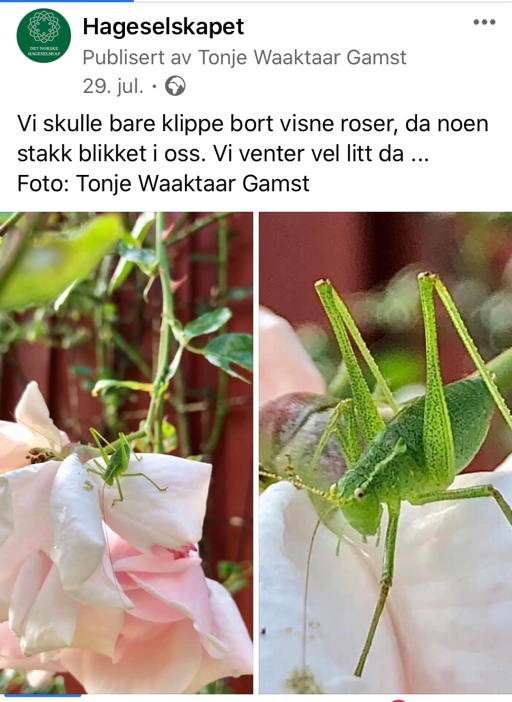 DET NORSKE
HAGESELSKAP
Hageselskapet
Publisert av Tonje Waaktaar Gamst
29. jul. ·
Vi skulle bare klippe bort visne roser, da noen
stakk blikket i oss. Vi venter vel litt da ...
Foto: Tonje Waaktaar Gamst